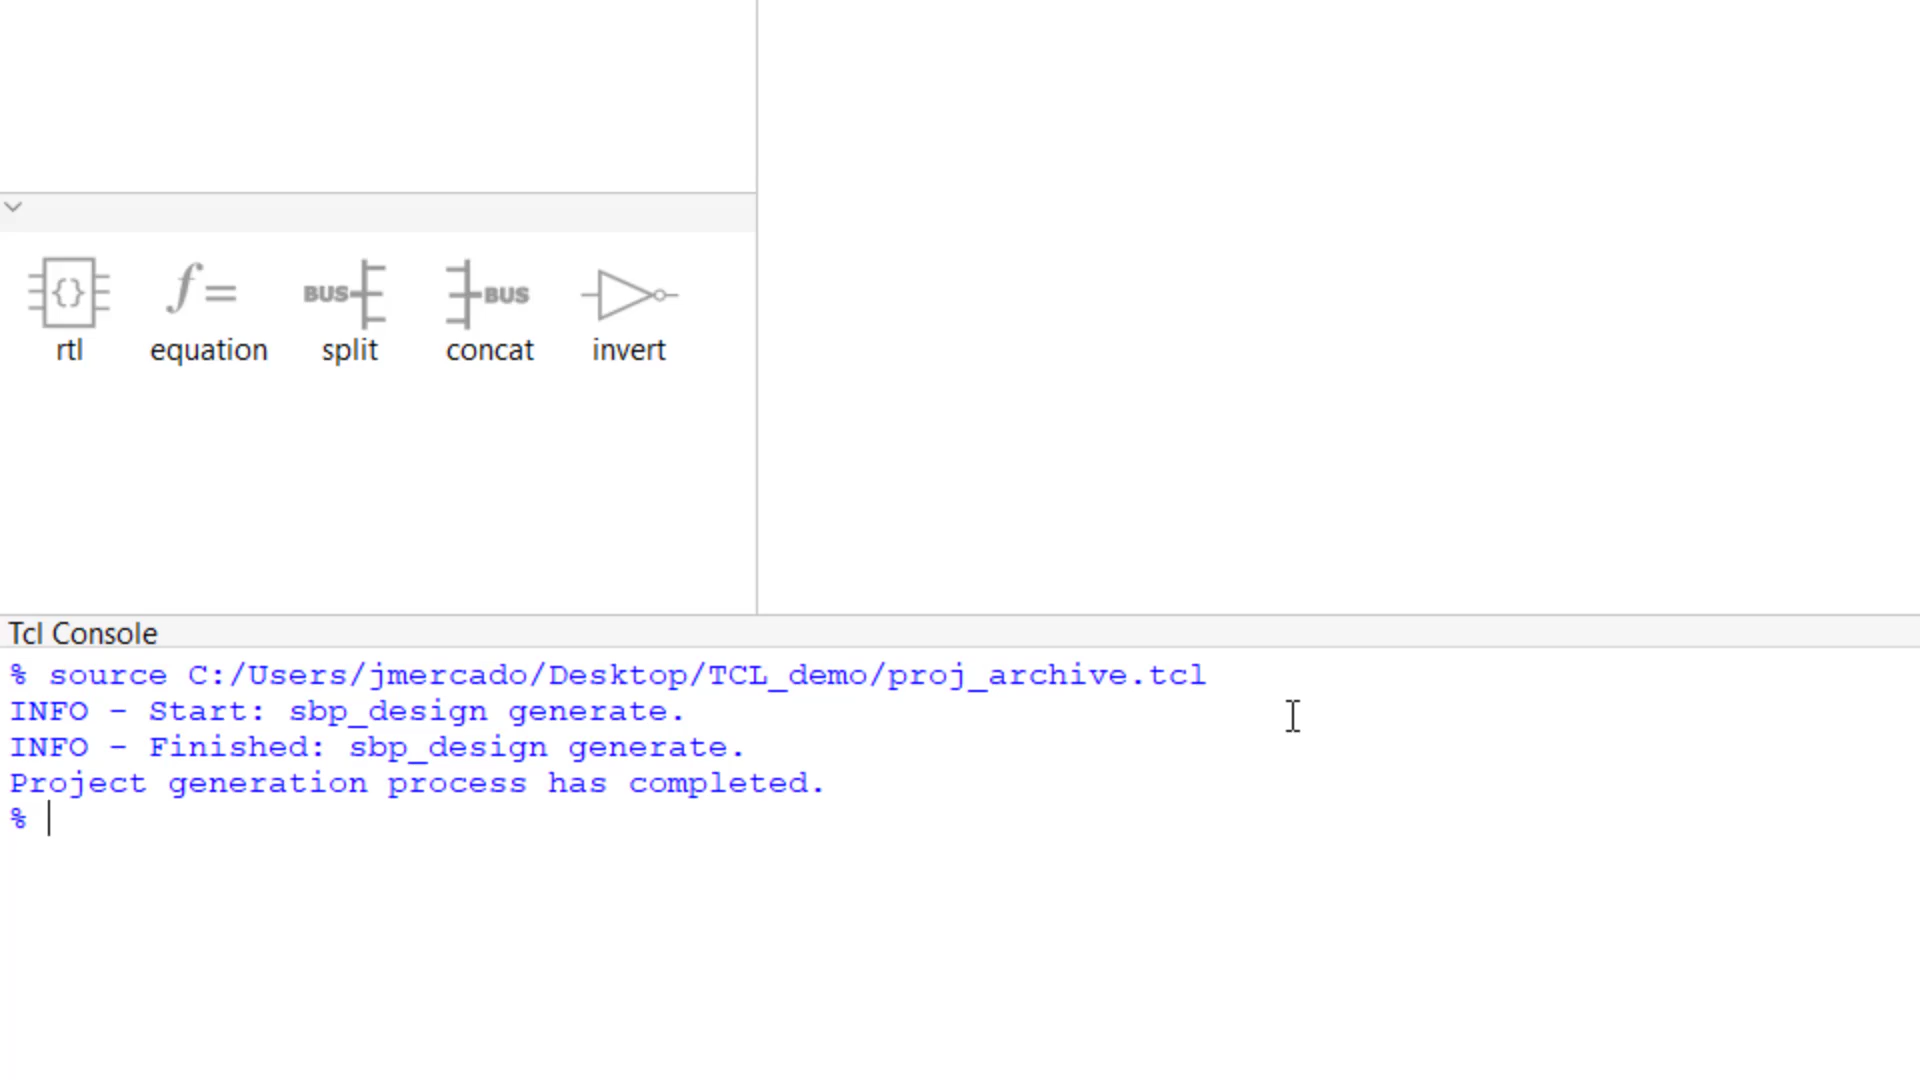 {}
f=
BUS
BUS
rtl equation split concat invert
Tcl Console
% source C:/Users/jmercado/Desktop/TCL_demo/proj_archive.tcl
INFO - Start: sbp_design generate.
INFO - Finished: sbp_design generate.
Project generation process has completed.
%